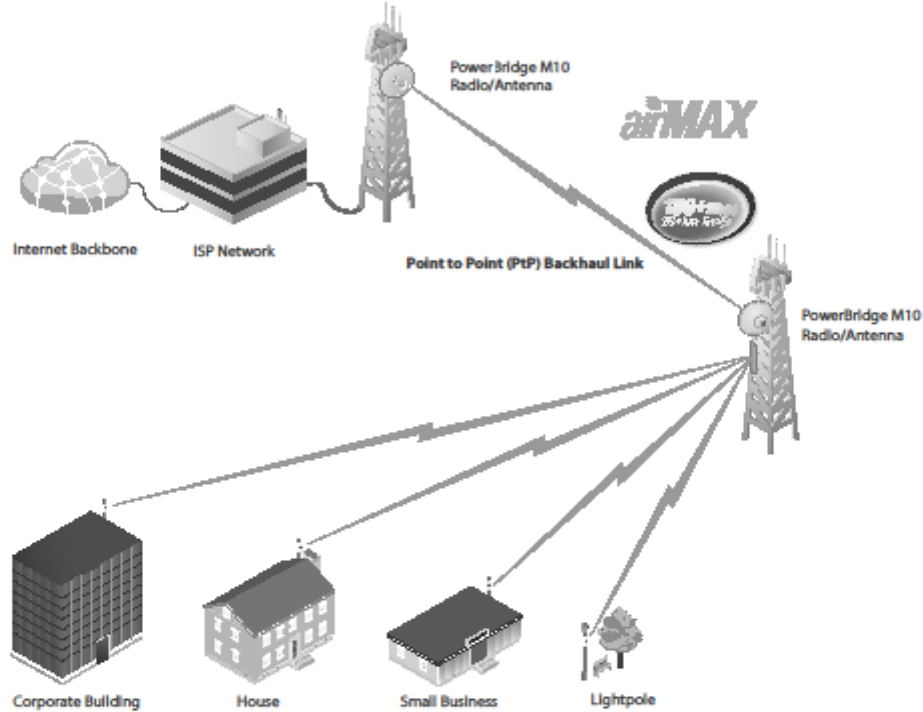 PowerBridge M10
Radio/Antenna
airMAX
Internet Backbone
ISP Network
Point to Point (PtP) Backhaul Link
PowerBridge M10
Radio/Antenna
Corporate Building
House
Small Business
Lightpole